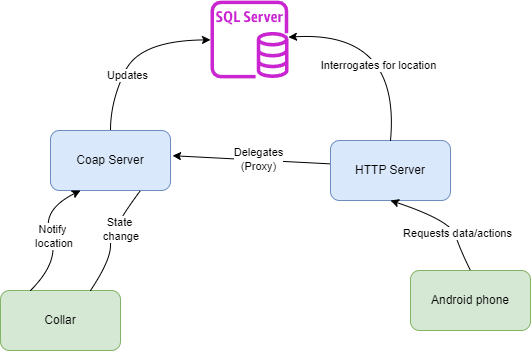 SQL Server
Updates
Interrogates for location
Coap Server
Delegates
(Proxy)
HTTP Server
Notify
location
State
change
Requests data/actions
Collar
Android phone